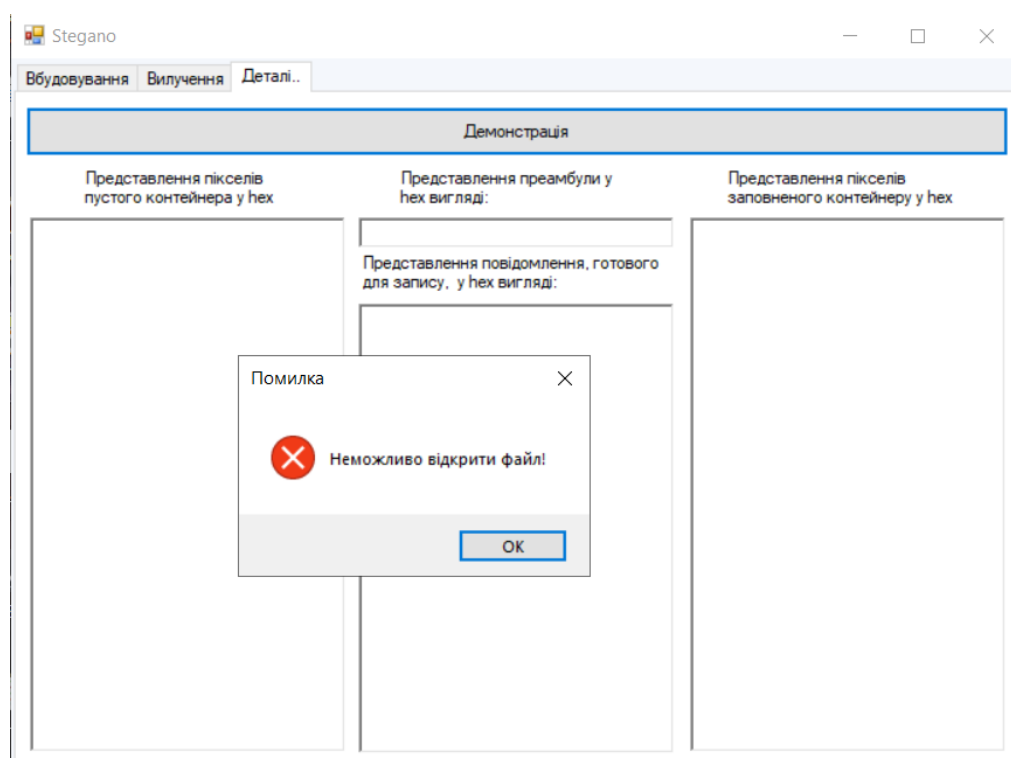 Stegano
Вбудовування Вилучення Деталі..
Демонстрація
Представлення пікселів
пустого контейнера у hex
Представлення преамбули у
hex вигляді:
Представлення повідомлення, готового
для запису,  у hex вигляді:
Представлення пікселів
заповненого контейнеру у hex
Помилка
Неможливо відкрити файл!
OK